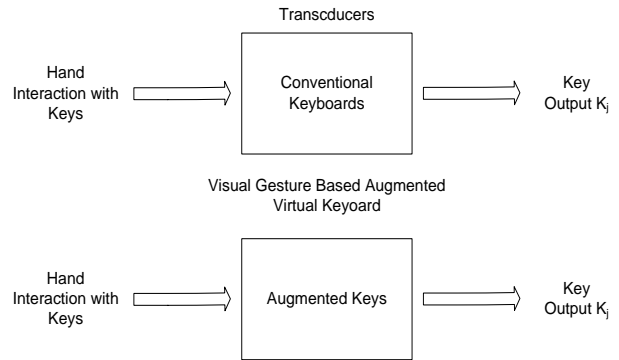 Transcducers
Hand
Interaction with
Keys
Conventional
Keyboards
Key
Output Kj
Visual Gesture Based Augmented
Virtual Keyoard
Hand
Interaction with
Keys
Augmented Keys
Key
Output Kj